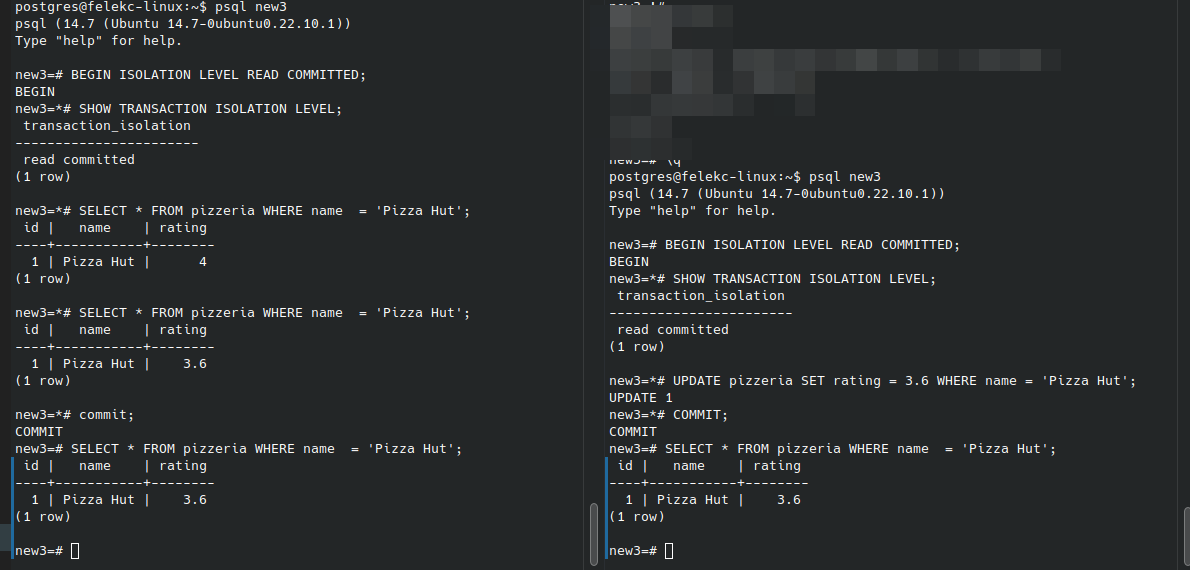 postgres@felekc-linux:~$ psql new3
psql (14.7 (Ubuntu 14.7-0ubuntu0.22.10.1))
Type "help" for help.
new3=# BEGIN ISOLATION LEVEL READ COMMITTED;
BEGIN
new3=*# SHOW TRANSACTION ISOLATION LEVEL;
 transaction_isolation
-----------------------
 read committed
(1 row)
new3=*# SELECT * FROM pizzeria WHERE name  = 'Pizza Hut';
 id |   name    | rating
----+-----------+--------
  1 | Pizza Hut |      4
(1 row)
new3=*# SELECT * FROM pizzeria WHERE name  = 'Pizza Hut';
 id |   name    | rating
----+-----------+--------
  1 | Pizza Hut |    3.6
(1 row)
new3=*# commit;
COMMIT
new3=# SELECT * FROM pizzeria WHERE name  = 'Pizza Hut';
 id |   name    | rating
----+-----------+--------
  1 | Pizza Hut |    3.6
(1 row)
new3=#
new3=# \q
postgres@felekc-linux:~$ psql new3
psql (14.7 (Ubuntu 14.7-0ubuntu0.22.10.1))
Type "help" for help.
new3=# BEGIN ISOLATION LEVEL READ COMMITTED;
BEGIN
new3=*# SHOW TRANSACTION ISOLATION LEVEL;
 transaction_isolation
-----------------------
 read committed
(1 row)
new3=*# UPDATE pizzeria SET rating = 3.6 WHERE name = 'Pizza Hut';
UPDATE 1
new3=*# COMMIT;
COMMIT
new3=# SELECT * FROM pizzeria WHERE name  = 'Pizza Hut';
 id |   name    | rating
----+-----------+--------
  1 | Pizza Hut |    3.6
(1 row)
new3=#